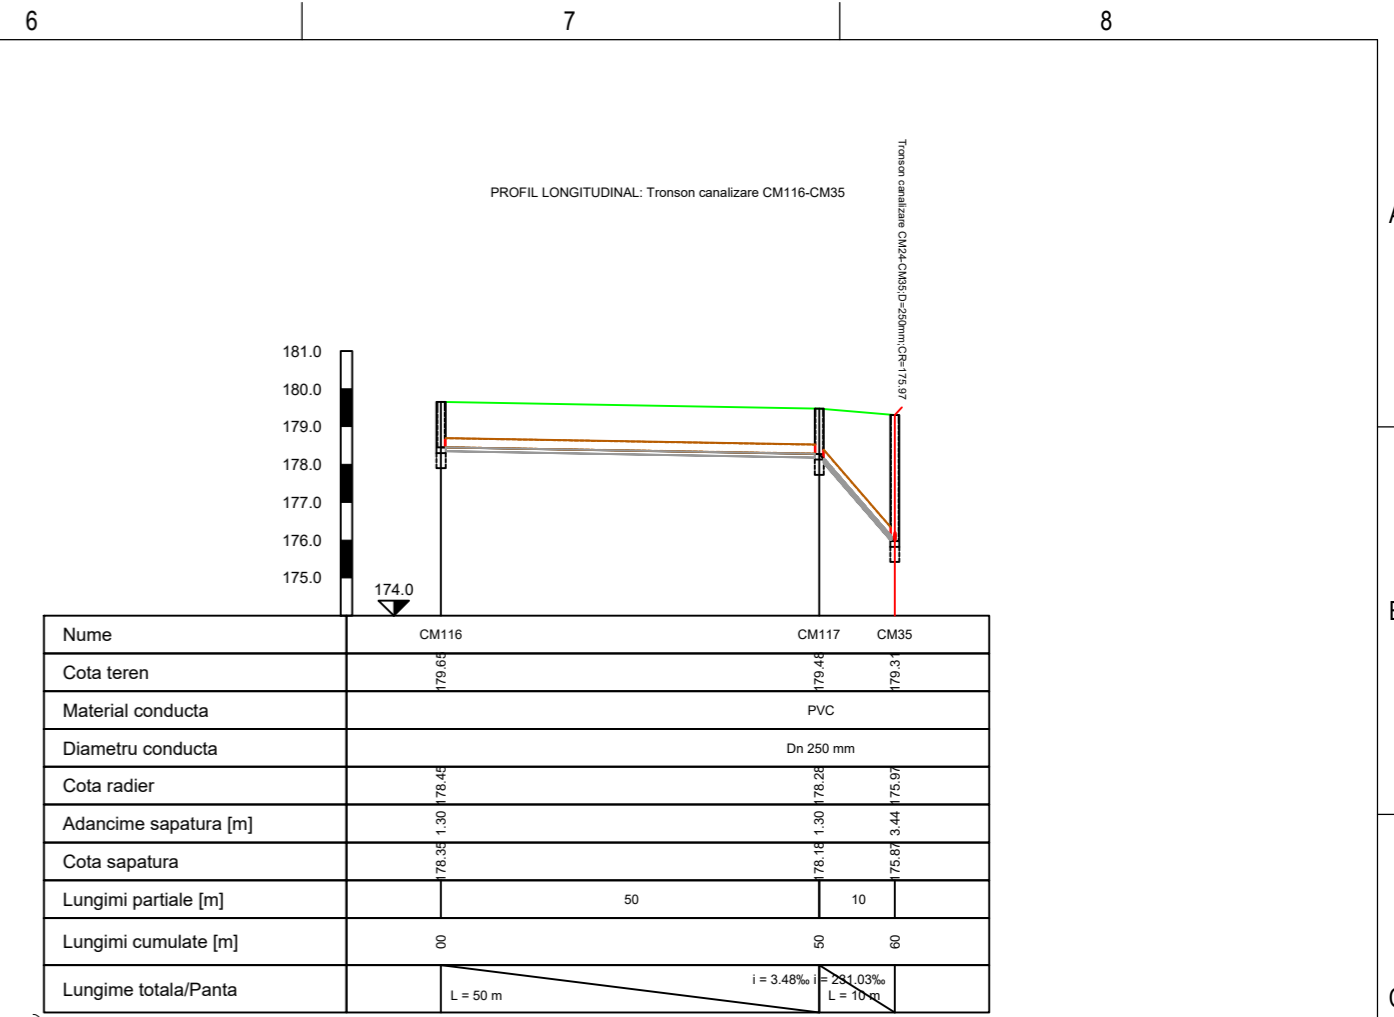 6 7 8
Tronson canalizare CM24-CM35;D=250mm;CR=175.97
PROFIL LONGITUDINAL: Tronson canalizare CM116-CM35
A
181.0
180.0
179.0
178.0
177.0
176.0
175.0
174.0
B
Nume CM116 CM117 CM35
Cota teren 179.65 179.48 179.31
Material conducta PVC
Diametru conducta Dn 250 mm
Cota radier 178.45 178.28 175.97
Adancime sapatura [m] 1.30 1.30 3.44
Cota sapatura 178.35 178.18 175.87
Lungimi partiale [m] 50 10
Lungimi cumulate [m] 00 50 60
Lungime totala/Panta L = 50 m i = 3.48‰ i = 231.03‰ L = 10 m
C